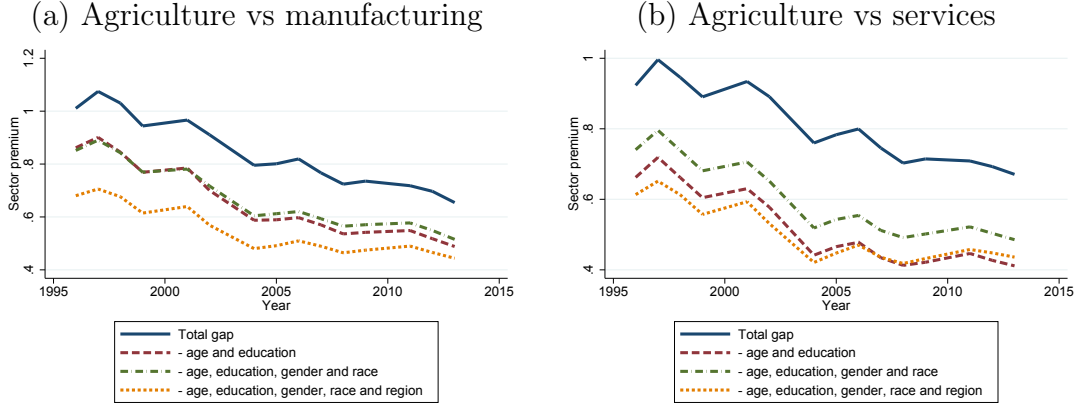 (a) Agriculture vs manufacturing
Sector premium
1.2
1
.8
.6
.4
1995 2000 2005 2010 2015
Year
Total gap
- age and education
- age, education, gender and race
- age, education, gender, race and region
(b) Agriculture vs services
Sector premium
1
.8
.6
.4
1995 2000 2005 2010 2015
Year
Total gap
- age and education
- age, education, gender and race
- age, education, gender, race and region